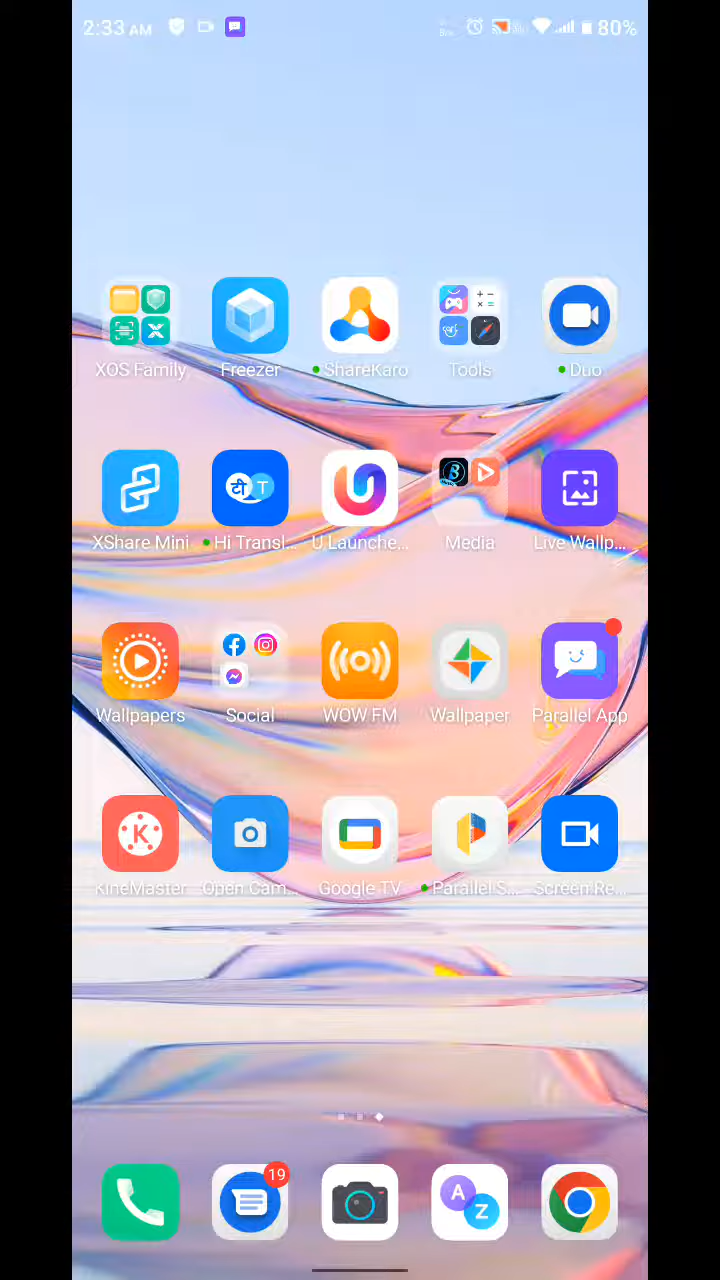 2:33 AM
80%
XOS Family
Freezer
ShareKaro
Tools
Duo
XShare Mini
टी T
Hi Transl...
U Launche...
Media
Live Wallp...
Wallpapers
Social
WOW FM
Wallpaper
Parallel App
K
KineMaster
Open Cam...
Google TV
Parallel S...
Screen Re...
19
A
Z